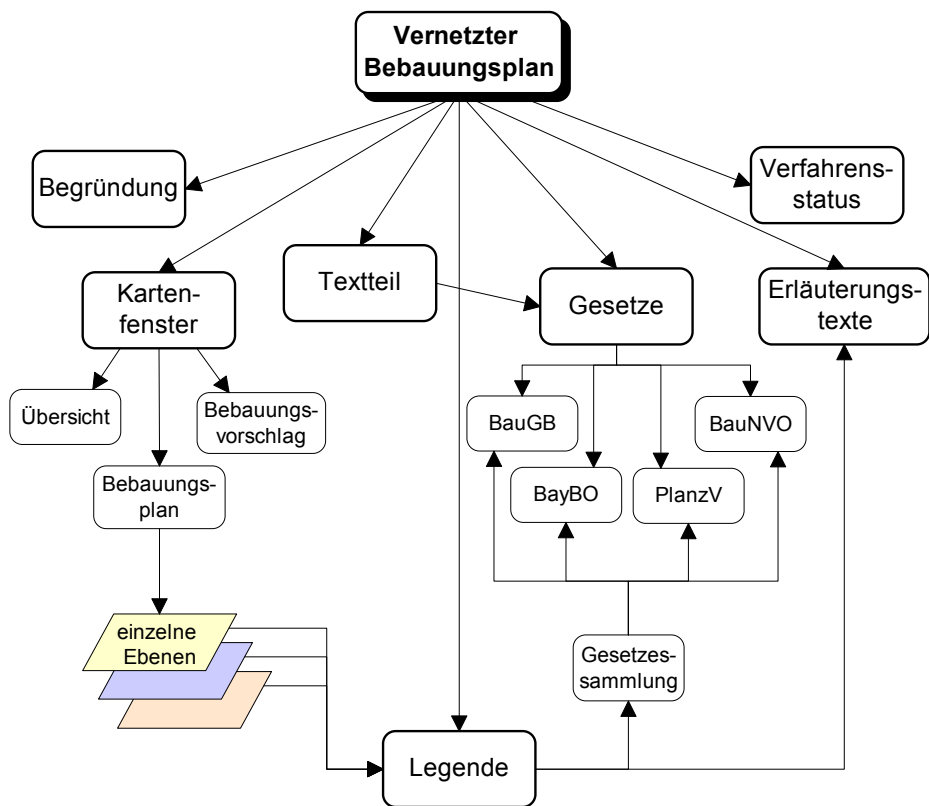 Vernetzter
Bebauungsplan
Begründung
Verfahrens-
status
Karten-
fenster
Textteil
Gesetze
Erläuterungs-
texte
Übersicht
Bebauungs-
vorschlag
BauGB
BauNVO
Bebauungs-
plan
BayBO
PlanzV
einzelne
Ebenen
Gesetzes-
sammlung
Legende